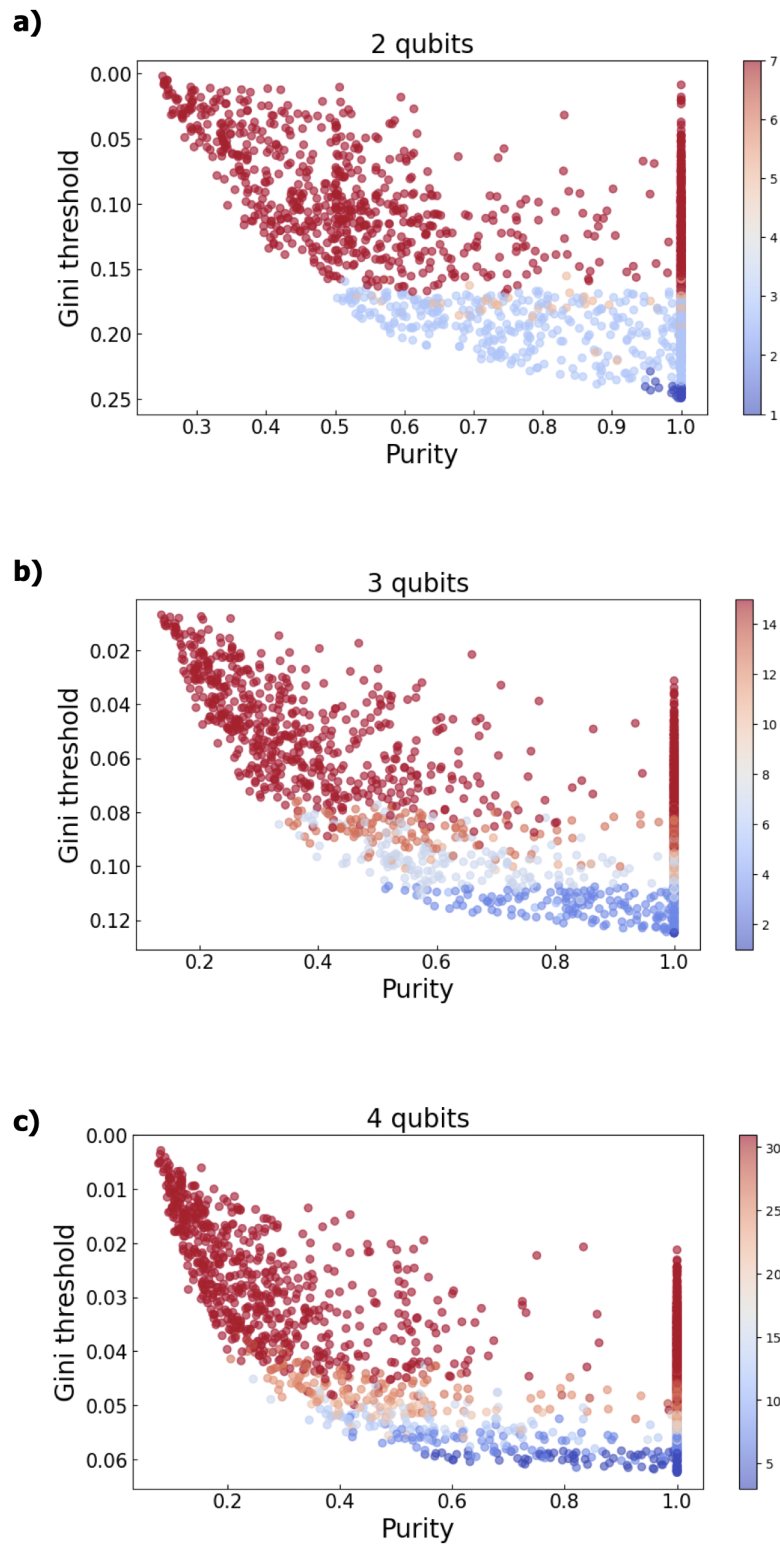 a)
2 qubits
0.00
0.05
0.10
0.15
0.20
0.25
Gini threshold
0.3 0.4 0.5 0.6 0.7 0.8 0.9 1.0
Purity
7
6
5
4
3
2
1
b)
3 qubits
0.02
0.04
0.06
0.08
0.10
0.12
Gini threshold
0.2 0.4 0.6 0.8 1.0
Purity
14
12
10
8
6
4
2
c)
4 qubits
0.00
0.01
0.02
0.03
0.04
0.05
0.06
Gini threshold
0.2 0.4 0.6 0.8 1.0
Purity
30
25
20
15
10
5